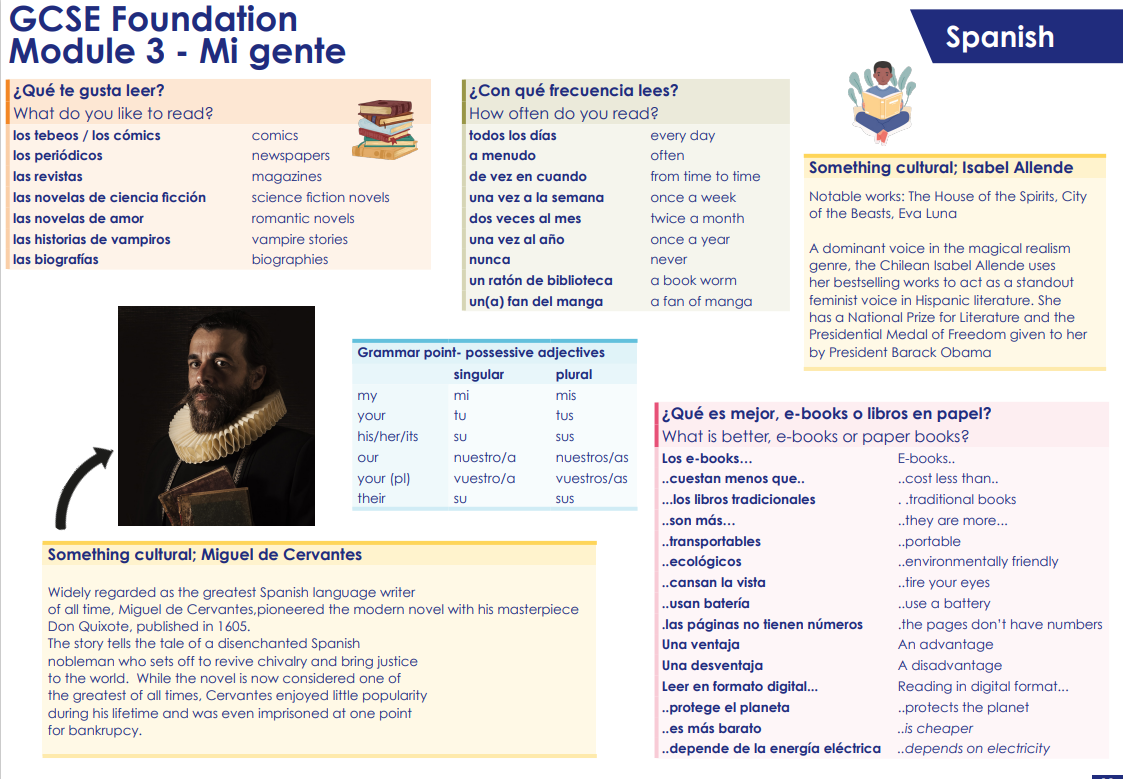 GCSE Foundation
Module 3 - Mi gente
Spanish
¿Qué te gusta leer?
What do you like to read?
los tebeos / los cómics comics
los periódicos newspapers
las revistas magazines
las novelas de ciencia ficción science fiction novels
las novelas de amor romantic novels
las historias de vampiros vampire stories
las biografías biographies
¿Con qué frecuencia lees?
How often do you read?
todos los días every day
a menudo often
de vez en cuando from time to time
una vez a la semana once a week
dos veces al mes twice a month
una vez al año once a year
nunca never
un ratón de biblioteca a book worm
un(a) fan del manga a fan of manga
Something cultural; Isabel Allende
Notable works: The House of the Spirits, City
of the Beasts, Eva Luna
A dominant voice in the magical realism
genre, the Chilean Isabel Allende uses
her bestselling works to act as a standout
feminist voice in Hispanic literature. She
has a National Prize for Literature and the
Presidential Medal of Freedom given to her
by President Barack Obama
Grammar point- possessive adjectives
singular plural
my mi mis
your tu tus
his/her/its su sus
our nuestro/a nuestros/as
your (pl) vuestro/a vuestros/as
their su sus
¿Qué es mejor, e-books o libros en papel?
What is better, e-books or paper books?
Los e-books... E-books..
..cuestan menos que.. ..cost less than..
...los libros tradicionales . .traditional books
..son más... ..they are more...
..transportables ..portable
..ecológicos ..environmentally friendly
..cansan la vista ..tire your eyes
..usan batería ..use a battery
.las páginas no tienen números .the pages don't have numbers
Una ventaja An advantage
Una desventaja A disadvantage
Leer en formato digital... Reading in digital format...
..protege el planeta ..protects the planet
..es más barato ..is cheaper
..depende de la energía eléctrica ..depends on electricity
Something cultural; Miguel de Cervantes
Widely regarded as the greatest Spanish language writer
of all time, Miguel de Cervantes,pioneered the modern novel with his masterpiece
Don Quixote, published in 1605.
The story tells the tale of a disenchanted Spanish
nobleman who sets off to revive chivalry and bring justice
to the world. While the novel is now considered one of
the greatest of all times, Cervantes enjoyed little popularity
during his lifetime and was even imprisoned at one point
for bankrupcy.